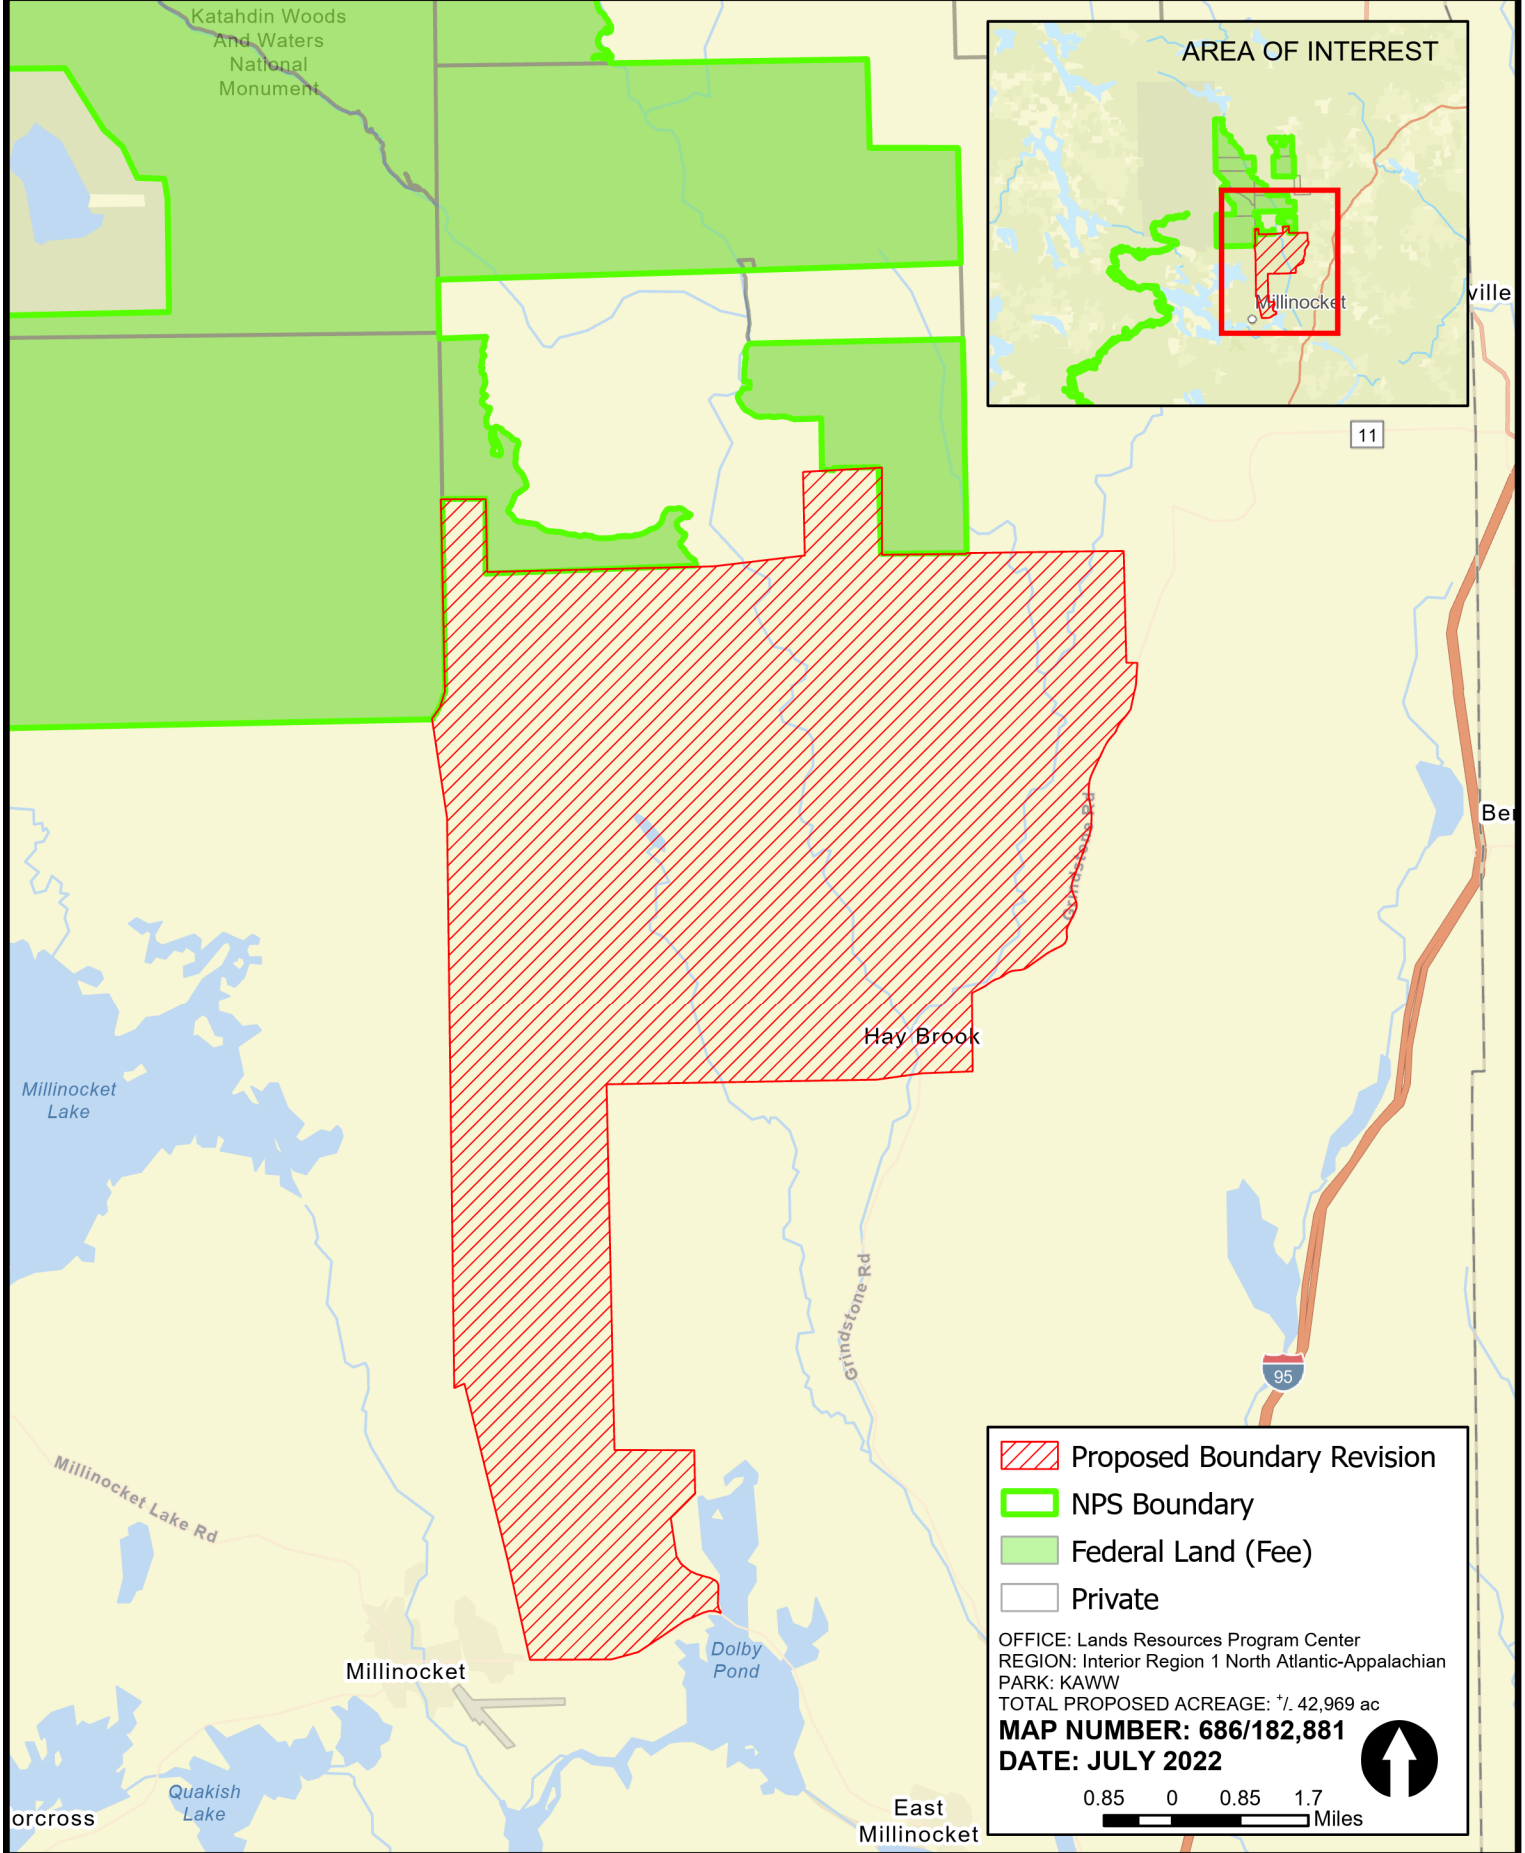 Katahdin Woods
And Waters
National
Monument
AREA OF INTEREST
Millinocket
ville
11
Ber
Grindstone Rd
Hay Brook
Millinocket
Lake
Grindstone Rd
95
Millinocket Lake Rd
Millinocket
Dolby
Pond
Quakish
Lake
orcross
East
Millinocket
Proposed Boundary Revision
NPS Boundary
Federal Land (Fee)
Private
OFFICE: Lands Resources Program Center
REGION: Interior Region 1 North Atlantic-Appalachian
PARK: KAWW
TOTAL PROPOSED ACREAGE: +/- 42,969 ac
MAP NUMBER: 686/182,881
DATE: JULY 2022
0.85 0 0.85 1.7
Miles